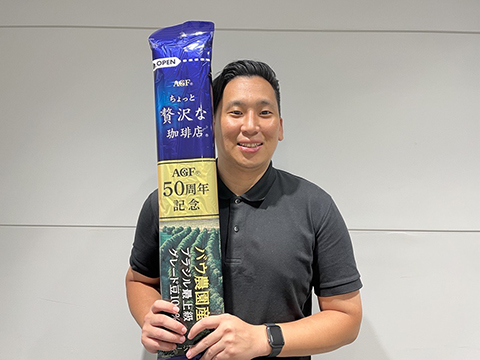 OPEN
AGF®
ちょっと
贅沢な
珈琲店®
AGF®
50周年
記念
バウ農園産
ブラジル最上級
グレード豆100%